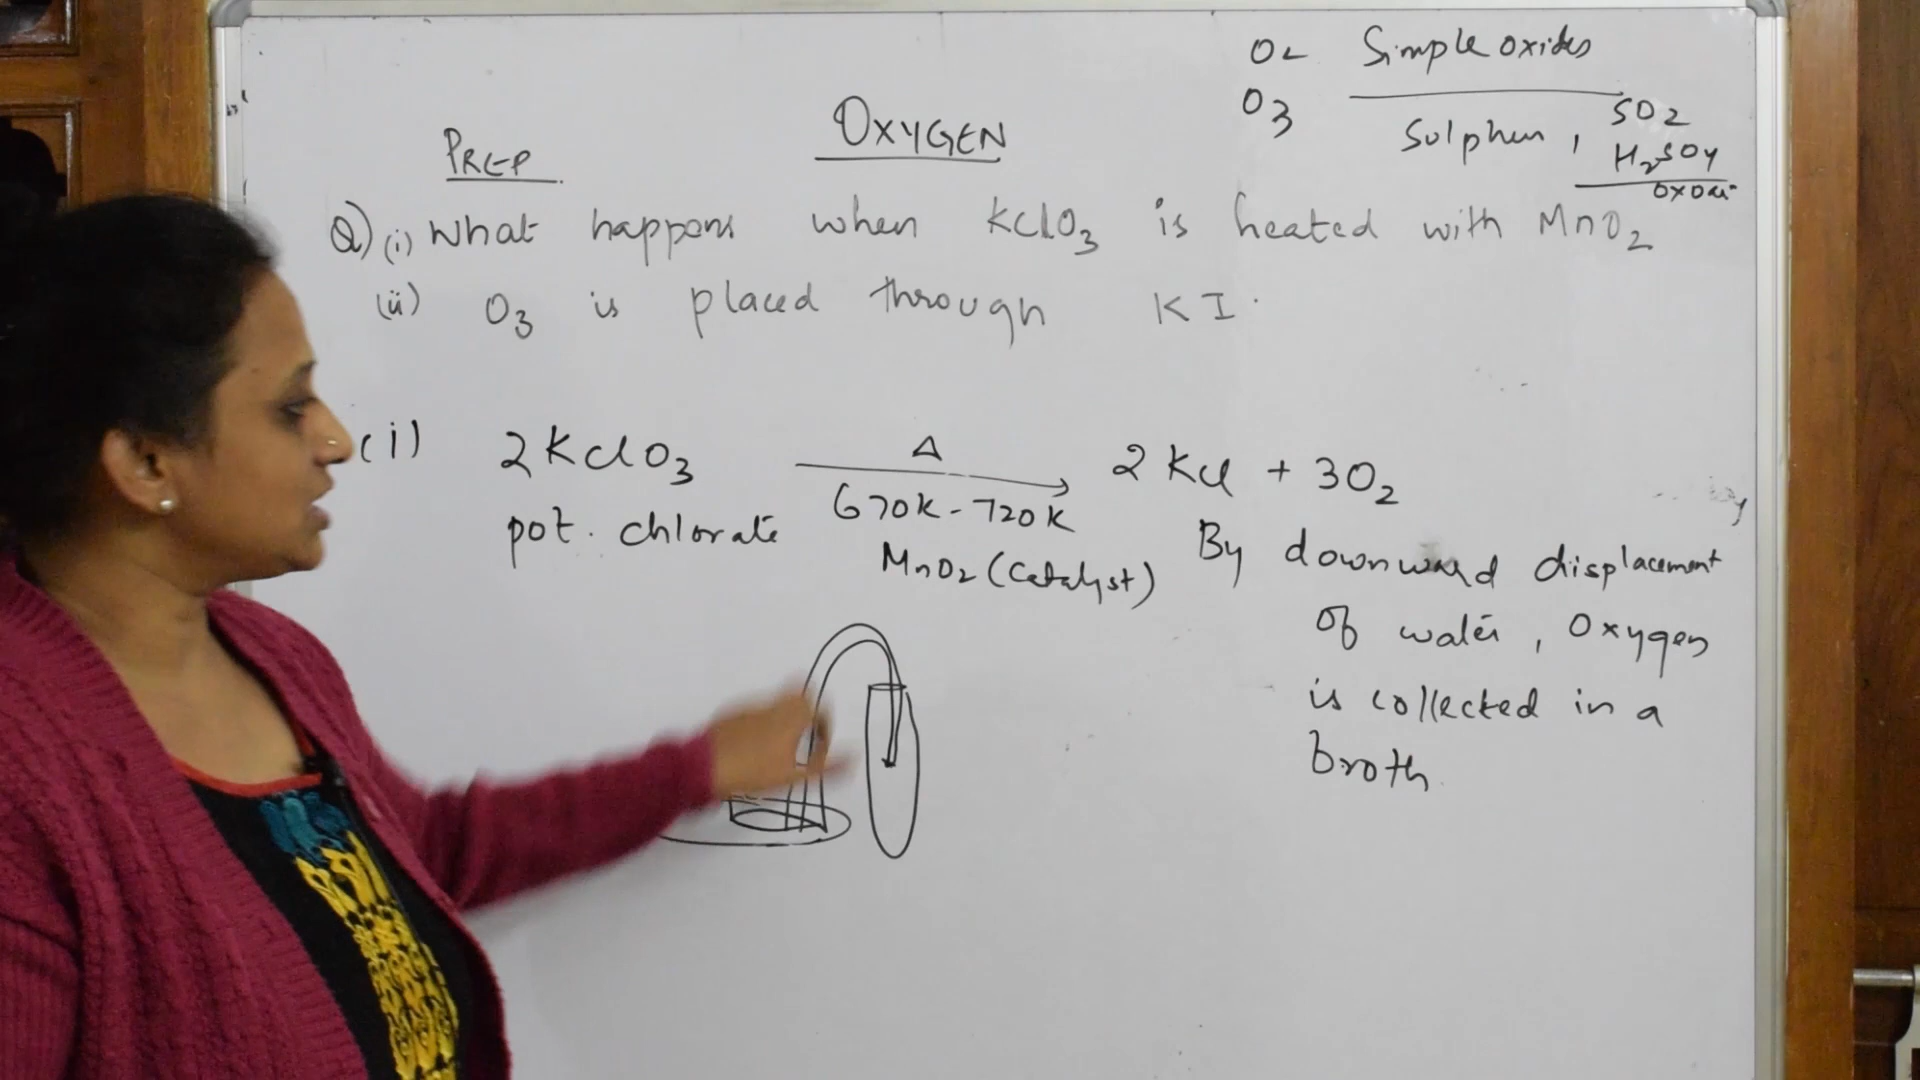 O2 Simple oxides
O3 Sulphur , SO2
H2SO4
PREP
OXYGEN
Q) (i) What happens when KClO3 is heated with MnO2
(ii) O3 is placed through KI.
(i) 2KClO3 Δ 2KCl + 3O2
pot. chlorate 670K - 720K
MnO2 (Catalyst)
By downward displacement
of water, Oxygen
is collected in a
broth